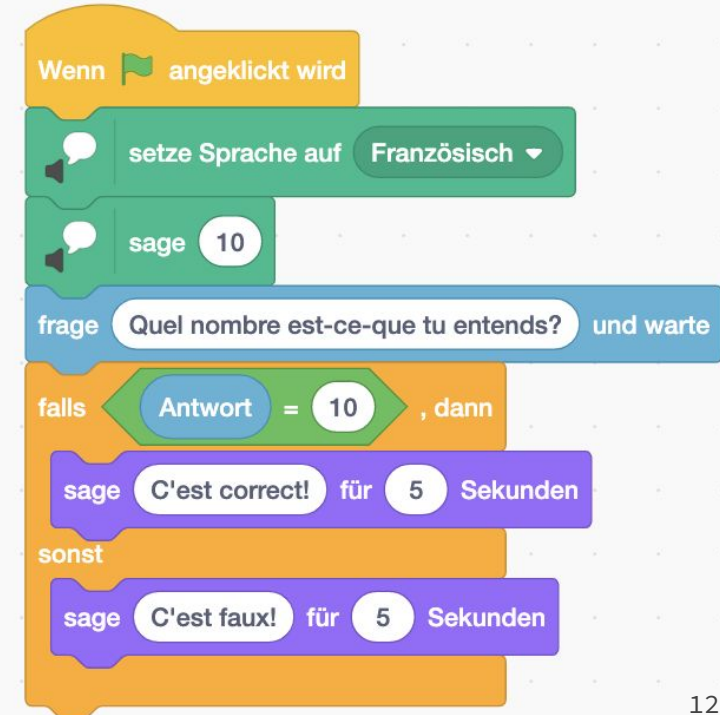 Wenn angeklickt wird
setze Sprache auf Französisch
sage 10
frage Quel nombre est-ce-que tu entends? und warte
falls Antwort = 10 , dann
sage C'est correct! für 5 Sekunden
sonst
sage C'est faux! für 5 Sekunden
12